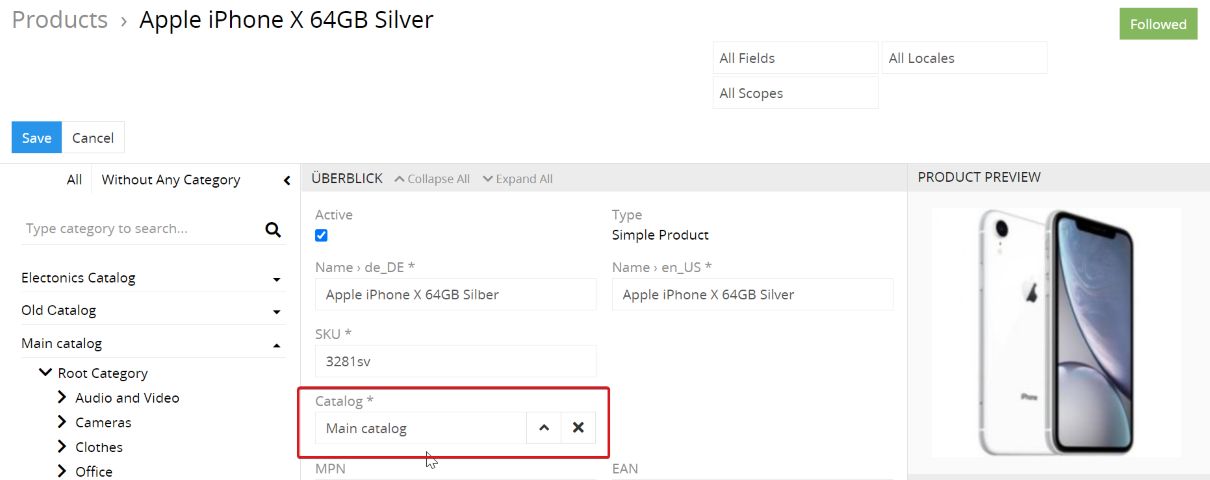 Products › Apple iPhone X 64GB Silver
Followed
All Fields
All Locales
All Scopes
Save
Cancel
All
Without Any Category
Type category to search...
Electonics Catalog
Old Catalog
Main catalog
Root Category
Audio and Video
Cameras
Clothes
Office
ÜBERBLICK
Collapse All
Expand All
Active
Type
Simple Product
Name › de_DE *
Name › en_US *
Apple iPhone X 64GB Silber
Apple iPhone X 64GB Silver
SKU *
3281sv
Catalog *
Main catalog
MPN
EAN
PRODUCT PREVIEW
iPhone